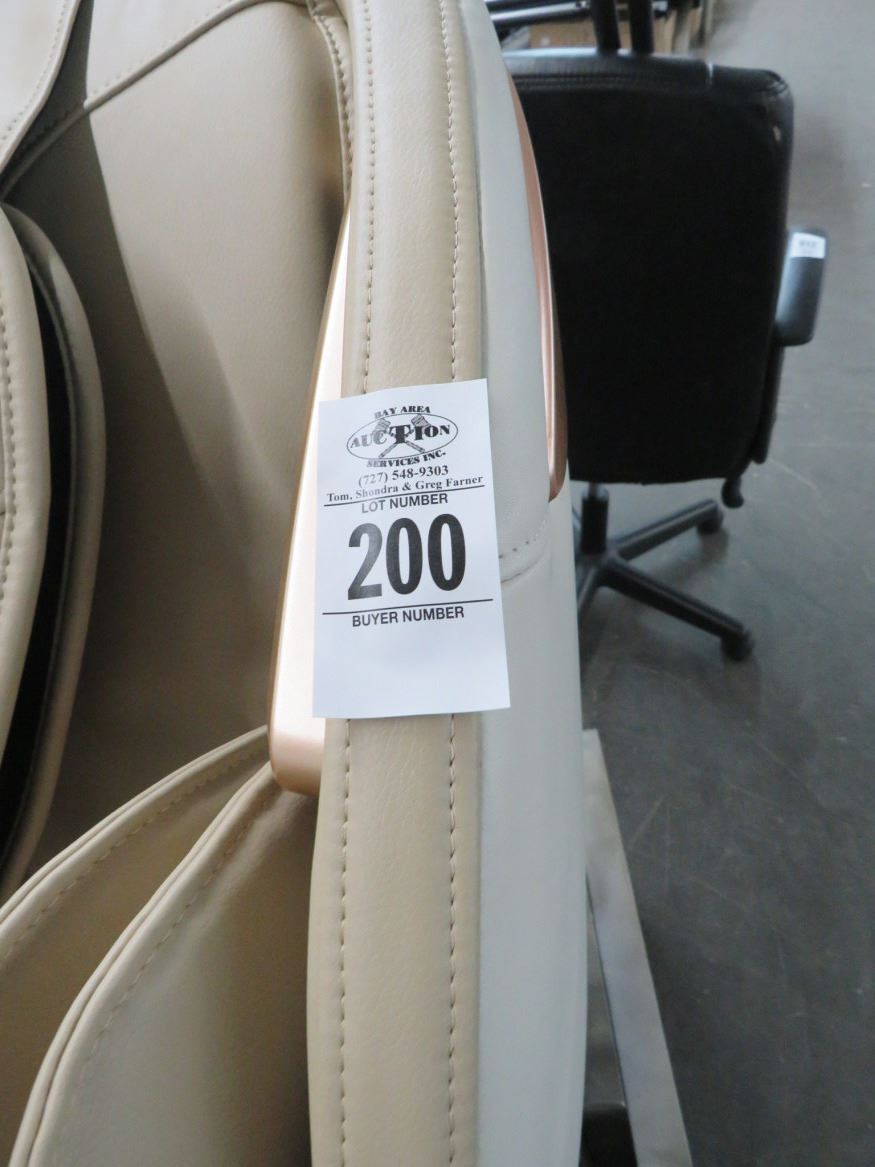 BAY AREA
AUCTION
SERVICES INC.
(727) 548-9303
Tom, Shondra & Greg Farner
LOT NUMBER
200
BUYER NUMBER